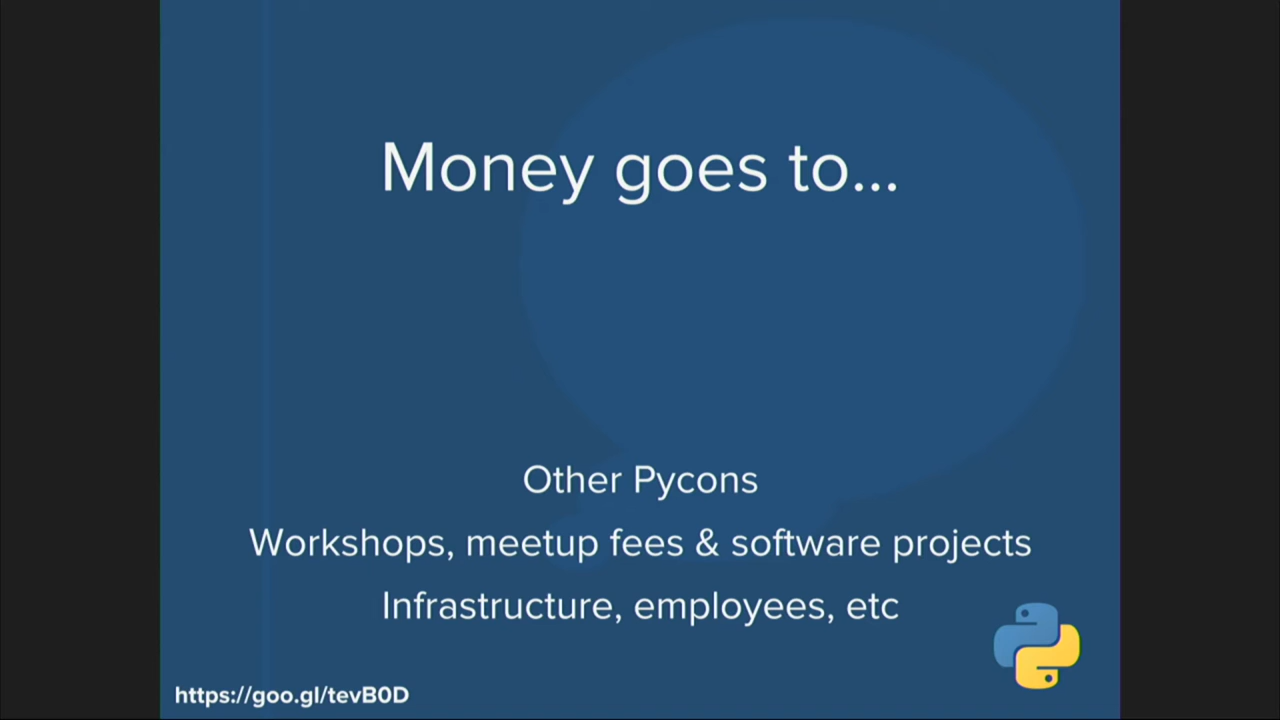 Money goes to...
Other Pycons
Workshops, meetup fees & software projects
Infrastructure, employees, etc
https://goo.gl/tevB0D